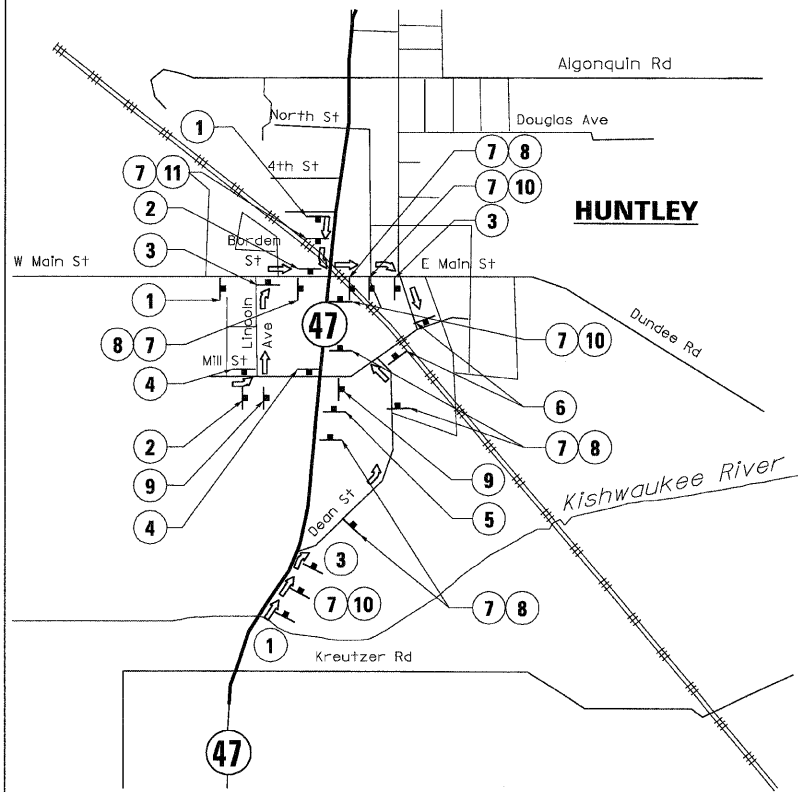 Algonquin Rd
North St
Douglas Ave
1
7 8
4th St
7 11
7 10
HUNTLEY
2
3
Borden St
3
W Main St
E Main St
1
47
Lincoln Ave
Dundee Rd
8 7
7 10
Mill St
4
6
2
7 8
9
9
Kishwaukee River
4
5
Dean St
3
7 10
7 8
1
Kreutzer Rd
47